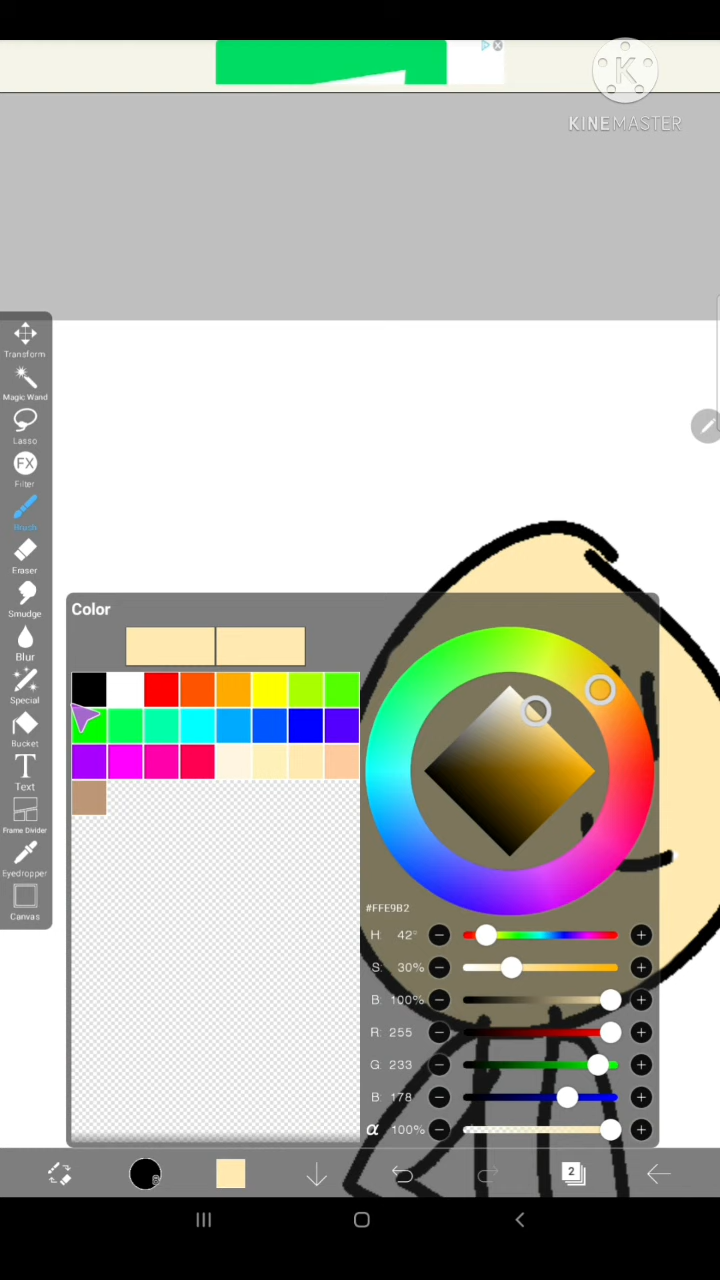 KINEMASTER
Transform
Magic Wand
Lasso
FX
Filter
Brush
Eraser
Smudge
Blur
Special
Bucket
T
Text
Frame Divider
Eyedropper
Canvas
Color
#FFE9B2
H: 42°
S: 30%
B: 100%
R: 255
G: 233
B: 178
α 100%
2